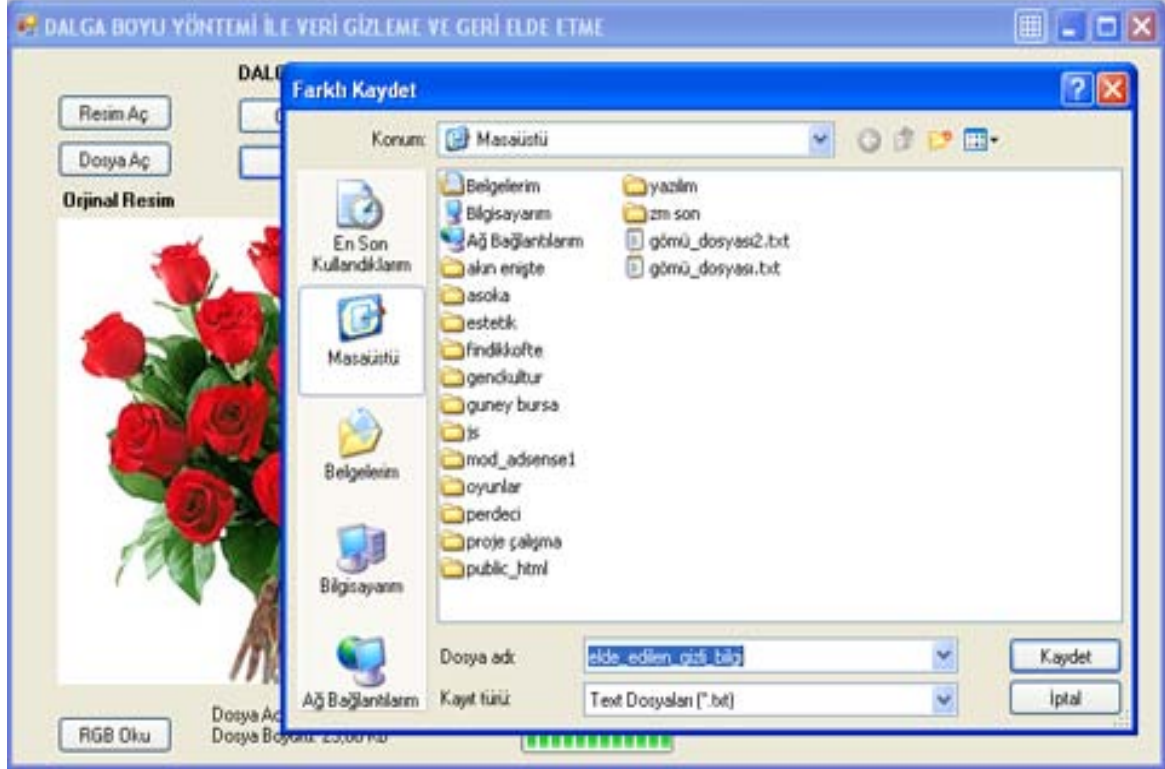 DALGA BOYU YÖNTEMİ İLE VERİ GİZLEME VE GERİ ELDE ETME
Resim Aç
Dosya Aç
Orjinal Resim
Farklı Kaydet
Konum:
Masaüstü
En Son
Kullandıklarım
Masaüstü
Belgelerim
Bilgisayarım
Ağ Bağlantılarım
Belgelerim
Bilgisayarım
Ağ Bağlantılarım
akın enişte
asoka
estetik
findikkofte
genckultur
guney bursa
js
mod_adsense1
oyunlar
perdeci
proje çalışma
public_html
yazılım
zm son
gömü_dosyası2.txt
gömü_dosyası.txt
Dosya adı:
elde_edilen_gizli_bilgi
Kaydet
Kayıt türü:
Text Dosyaları (*.txt)
İptal
RGB Oku
Dosya
Dosya